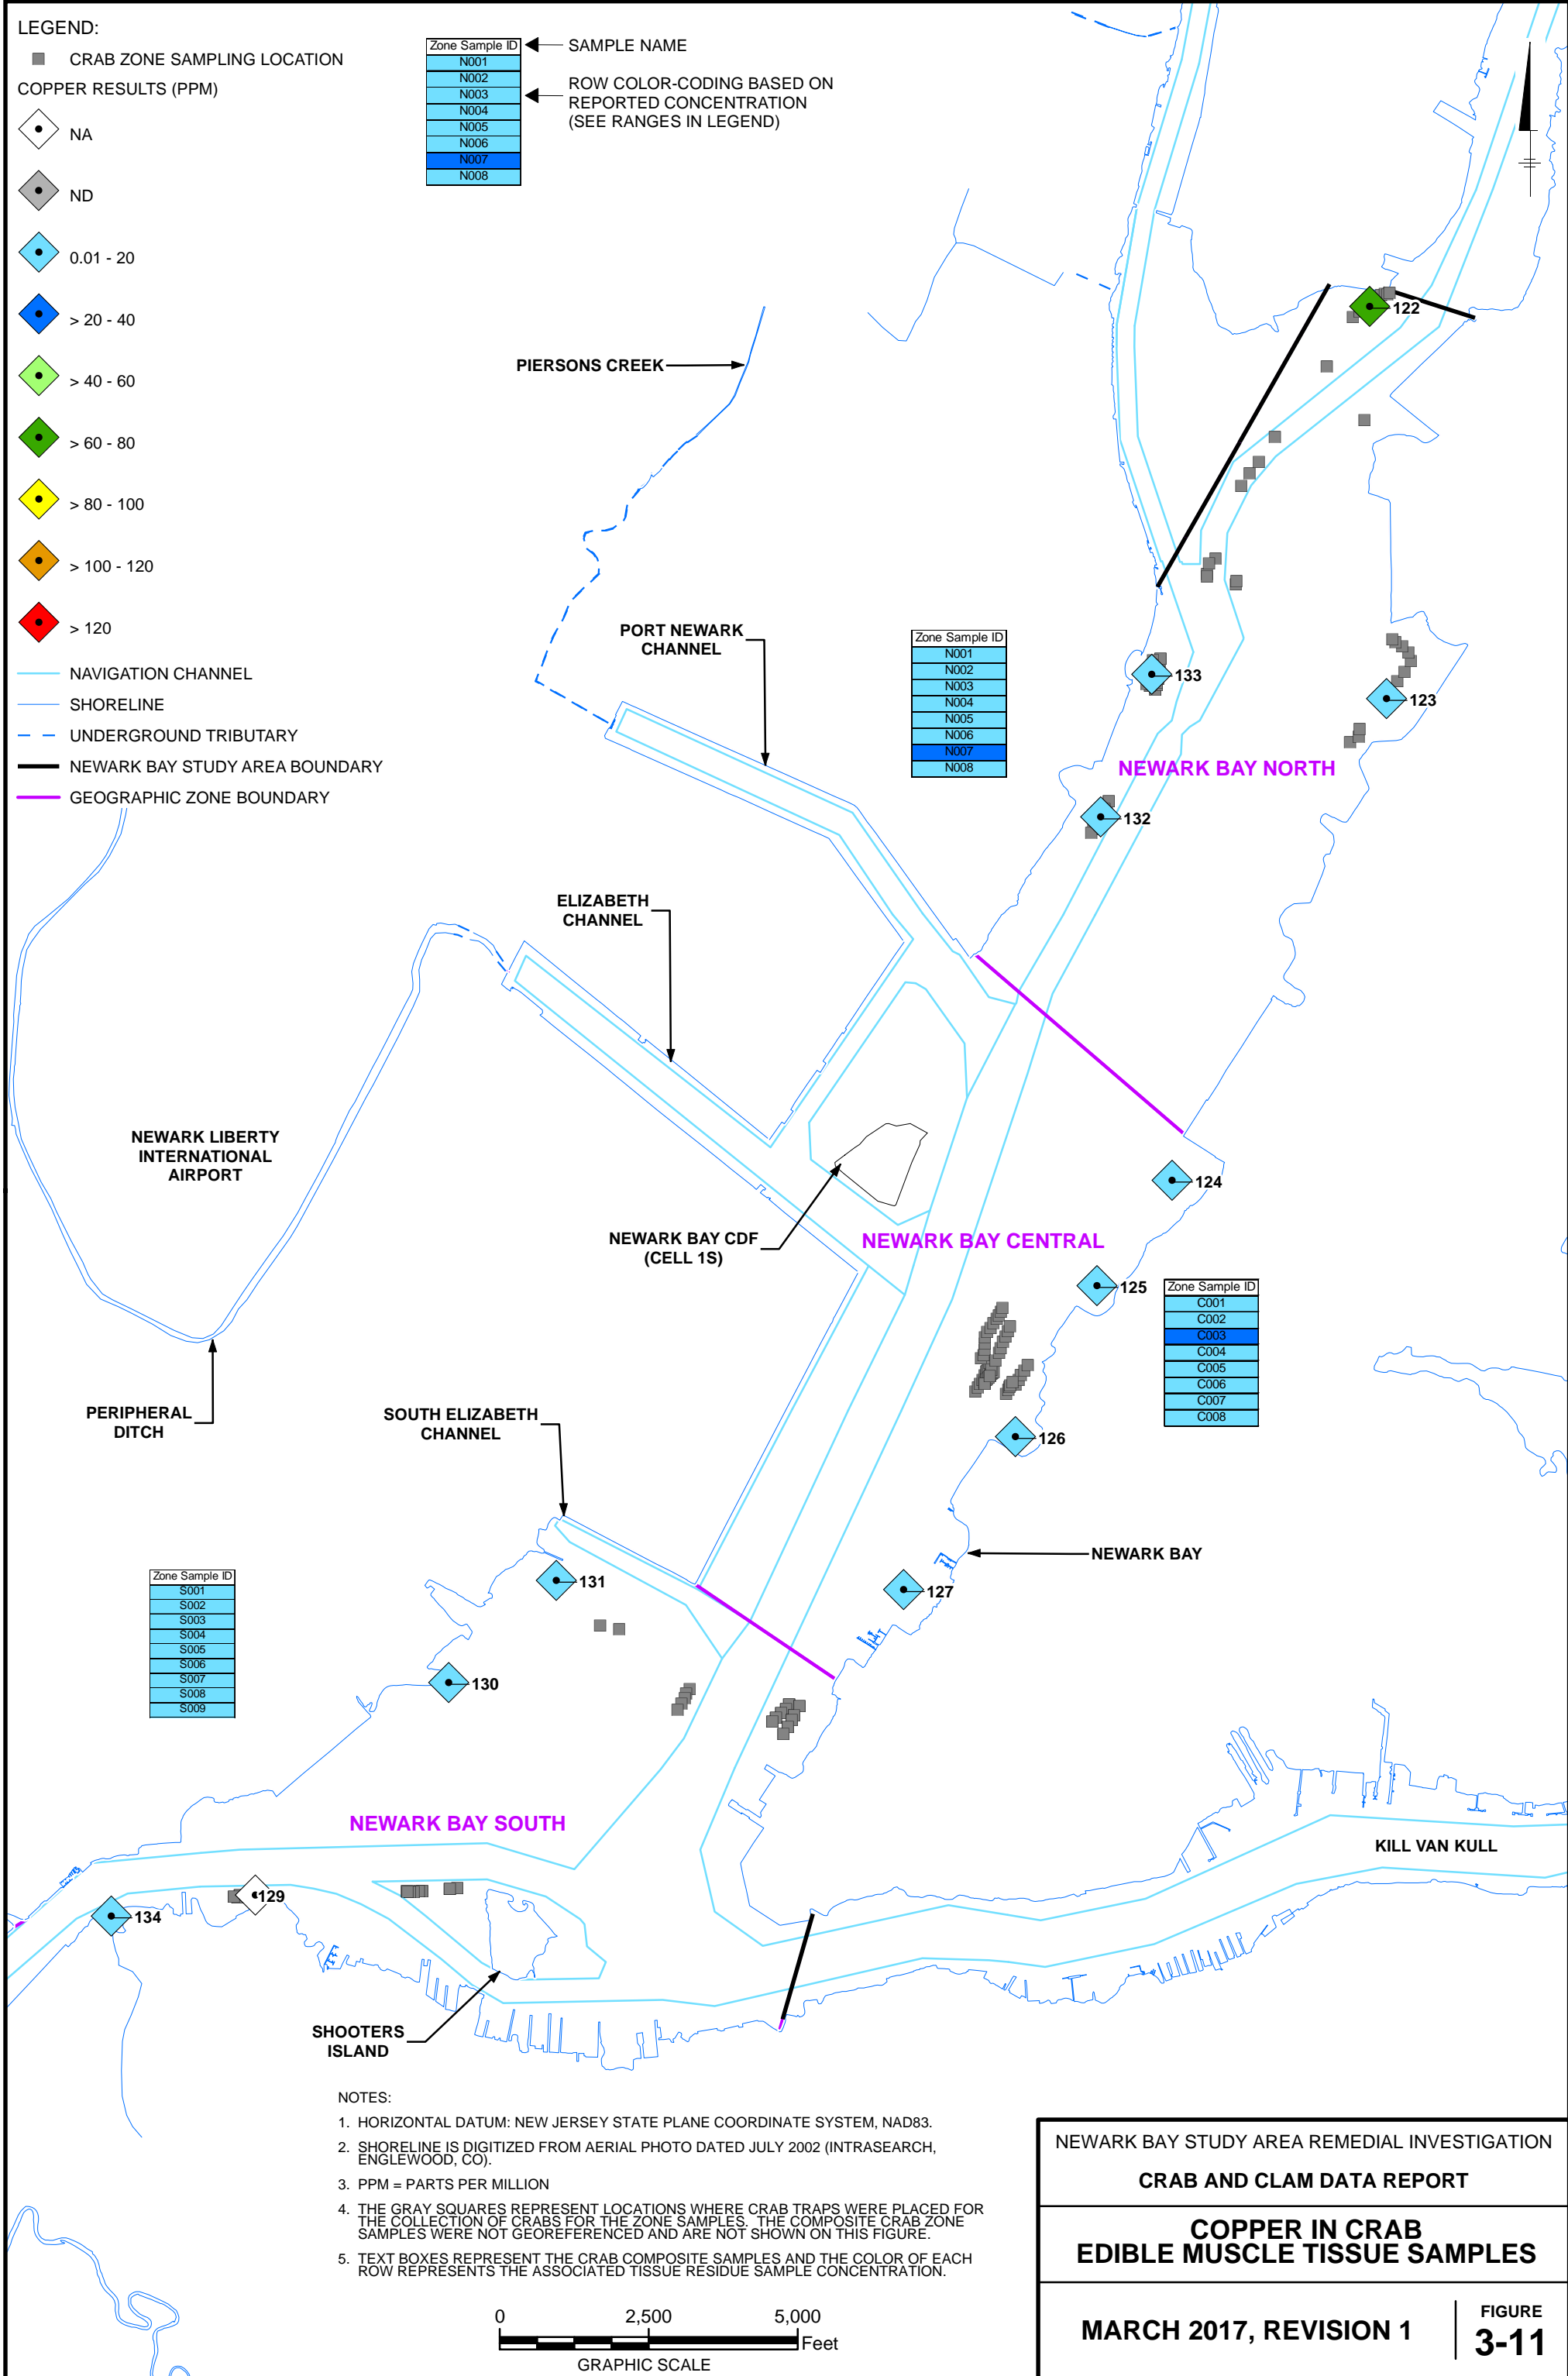 LEGEND:
CRAB ZONE SAMPLING LOCATION
COPPER RESULTS (PPM)
NA
ND
0.01 - 20
> 20 - 40
> 40 - 60
> 60 - 80
> 80 - 100
> 100 - 120
> 120
NAVIGATION CHANNEL
SHORELINE
UNDERGROUND TRIBUTARY
NEWARK BAY STUDY AREA BOUNDARY
GEOGRAPHIC ZONE BOUNDARY
Zone Sample ID
N001
N002
N003
N004
N005
N006
N007
N008
SAMPLE NAME
ROW COLOR-CODING BASED ON
REPORTED CONCENTRATION
(SEE RANGES IN LEGEND)
122
PIERSONS CREEK
PORT NEWARK
CHANNEL
Zone Sample ID
N001
N002
N003
N004
N005
N006
N007
N008
133
123
NEWARK BAY NORTH
132
ELIZABETH
CHANNEL
NEWARK LIBERTY
INTERNATIONAL
AIRPORT
124
NEWARK BAY CDF
(CELL 1S)
NEWARK BAY CENTRAL
125
Zone Sample ID
C001
C002
C003
C004
C005
C006
C007
C008
PERIPHERAL
DITCH
SOUTH ELIZABETH
CHANNEL
126
NEWARK BAY
131
127
Zone Sample ID
S001
S002
S003
S004
S005
S006
S007
S008
S009
130
NEWARK BAY SOUTH
KILL VAN KULL
129
134
SHOOTERS
ISLAND
NOTES:
1. HORIZONTAL DATUM: NEW JERSEY STATE PLANE COORDINATE SYSTEM, NAD83.
2. SHORELINE IS DIGITIZED FROM AERIAL PHOTO DATED JULY 2002 (INTRASEARCH,
ENGLEWOOD, CO).
3. PPM = PARTS PER MILLION
4. THE GRAY SQUARES REPRESENT LOCATIONS WHERE CRAB TRAPS WERE PLACED FOR
THE COLLECTION OF CRABS FOR THE ZONE SAMPLES. THE COMPOSITE CRAB ZONE
SAMPLES WERE NOT GEOREFERENCED AND ARE NOT SHOWN ON THIS FIGURE.
5. TEXT BOXES REPRESENT THE CRAB COMPOSITE SAMPLES AND THE COLOR OF EACH
ROW REPRESENTS THE ASSOCIATED TISSUE RESIDUE SAMPLE CONCENTRATION.
0 2,500 5,000
Feet
GRAPHIC SCALE
NEWARK BAY STUDY AREA REMEDIAL INVESTIGATION
CRAB AND CLAM DATA REPORT
COPPER IN CRAB
EDIBLE MUSCLE TISSUE SAMPLES
MARCH 2017, REVISION 1
FIGURE
3-11